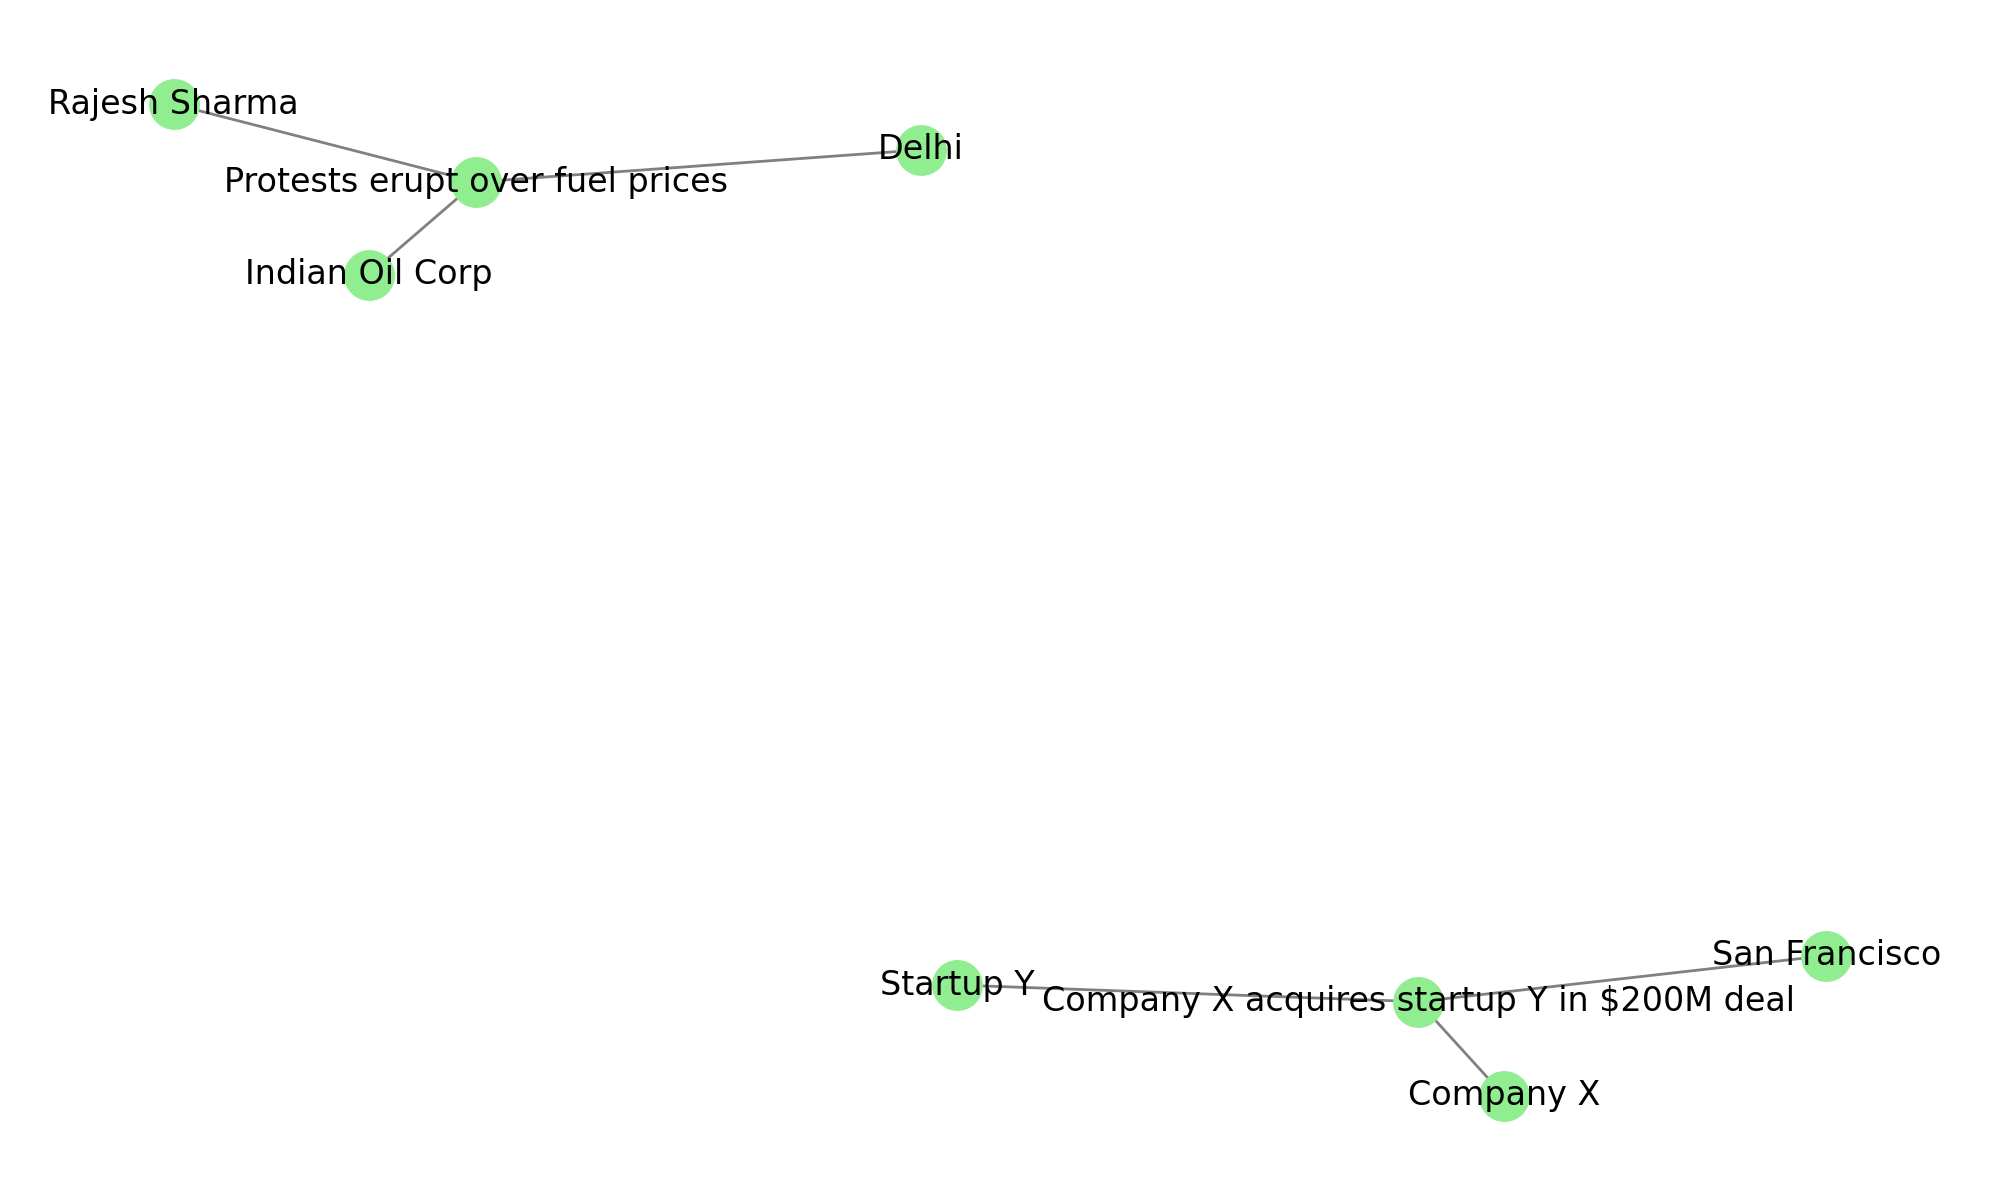 Rajesh Sharma
Delhi
Protests erupt over fuel prices
Indian Oil Corp
San Francisco
Startup Y
Company X acquires startup Y in $200M deal
Company X